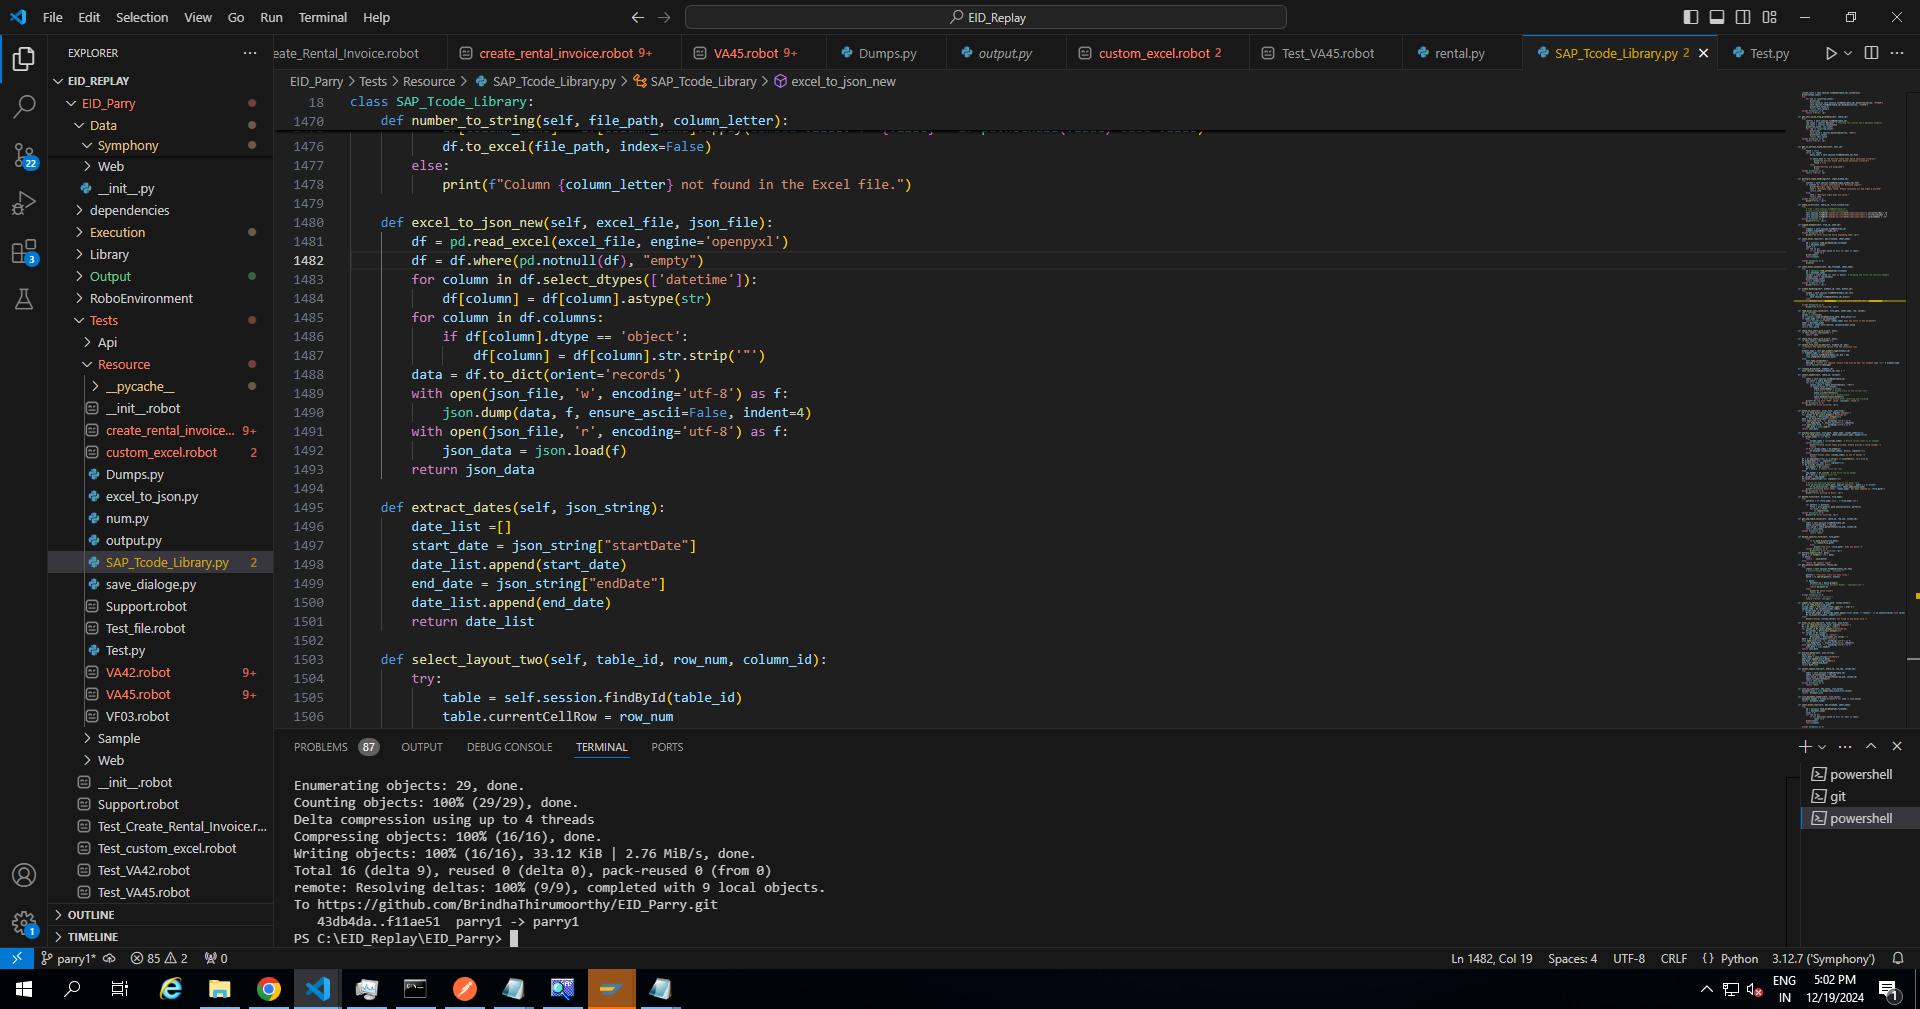 File Edit Selection View Go Run Terminal Help
EID_Replay
EXPLORER
EID_REPLAY
EID_Parry
Data
Symphony
Web
__init__.py
dependencies
Execution
Library
Output
RoboEnvironment
Tests
Api
Resource
__pycache__
__init__.robot
create_rental_invoice... 9+
custom_excel.robot 2
Dumps.py
excel_to_json.py
num.py
output.py
SAP_Tcode_Library.py 2
save_dialoge.py
Support.robot
Test_file.robot
Test.py
VA42.robot 9+
VA45.robot 9+
VF03.robot
Sample
Web
__init__.robot
Support.robot
Test_Create_Rental_Invoice.r...
Test_custom_excel.robot
Test_VA42.robot
Test_VA45.robot
OUTLINE
TIMELINE
22
3
1
eate_Rental_Invoice.robot create_rental_invoice.robot 9+ VA45.robot 9+ Dumps.py output.py custom_excel.robot 2 Test_VA45.robot rental.py SAP_Tcode_Library.py 2 Test.py
EID_Parry > Tests > Resource > SAP_Tcode_Library.py > SAP_Tcode_Library > excel_to_json_new
18 class SAP_Tcode_Library:
1470 def number_to_string(self, file_path, column_letter):
1476 df.to_excel(file_path, index=False)
1477 else:
1478 print(f"Column {column_letter} not found in the Excel file.")
1479
1480 def excel_to_json_new(self, excel_file, json_file):
1481 df = pd.read_excel(excel_file, engine='openpyxl')
1482 df = df.where(pd.notnull(df), "empty")
1483 for column in df.select_dtypes(['datetime']):
1484 df[column] = df[column].astype(str)
1485 for column in df.columns:
1486 if df[column].dtype == 'object':
1487 df[column] = df[column].str.strip('"')
1488 data = df.to_dict(orient='records')
1489 with open(json_file, 'w', encoding='utf-8') as f:
1490 json.dump(data, f, ensure_ascii=False, indent=4)
1491 with open(json_file, 'r', encoding='utf-8') as f:
1492 json_data = json.load(f)
1493 return json_data
1494
1495 def extract_dates(self, json_string):
1496 date_list =[]
1497 start_date = json_string["startDate"]
1498 date_list.append(start_date)
1499 end_date = json_string["endDate"]
1500 date_list.append(end_date)
1501 return date_list
1502
1503 def select_layout_two(self, table_id, row_num, column_id):
1504 try:
1505 table = self.session.findById(table_id)
1506 table.currentCellRow = row_num
PROBLEMS 87 OUTPUT DEBUG CONSOLE TERMINAL PORTS
Enumerating objects: 29, done.
Counting objects: 100% (29/29), done.
Delta compression using up to 4 threads
Compressing objects: 100% (16/16), done.
Writing objects: 100% (16/16), 33.12 KiB | 2.76 MiB/s, done.
Total 16 (delta 9), reused 0 (delta 0), pack-reused 0 (from 0)
remote: Resolving deltas: 100% (9/9), completed with 9 local objects.
To https://github.com/BrindhaThirumoorthy/EID_Parry.git
43db4da..f11ae51 parry1 -> parry1
PS C:\EID_Replay\EID_Parry>
powershell
git
powershell
parry1* 85 2 0 Ln 1482, Col 19 Spaces: 4 UTF-8 CRLF {} Python 3.12.7 ('Symphony')
ENG
IN
5:02 PM
12/19/2024
1